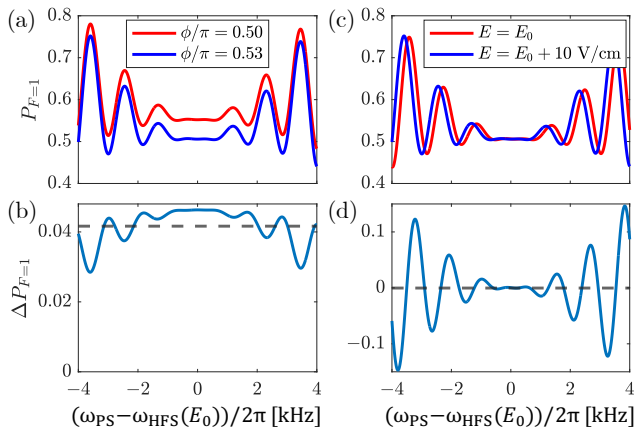 (a)
0.8
0.7
0.6
0.5
0.4
P_{F=1}
ϕ/π = 0.50
ϕ/π = 0.53
(c)
0.8
0.7
0.6
0.5
0.4
E = E_0
E = E_0 + 10 V/cm
(b)
0.04
0.02
0
ΔP_{F=1}
−4 −2 0 2 4
(ω_{PS}−ω_{HFS}(E_0))/2π [kHz]
(d)
0.1
0
−0.1
−4 −2 0 2 4
(ω_{PS}−ω_{HFS}(E_0))/2π [kHz]